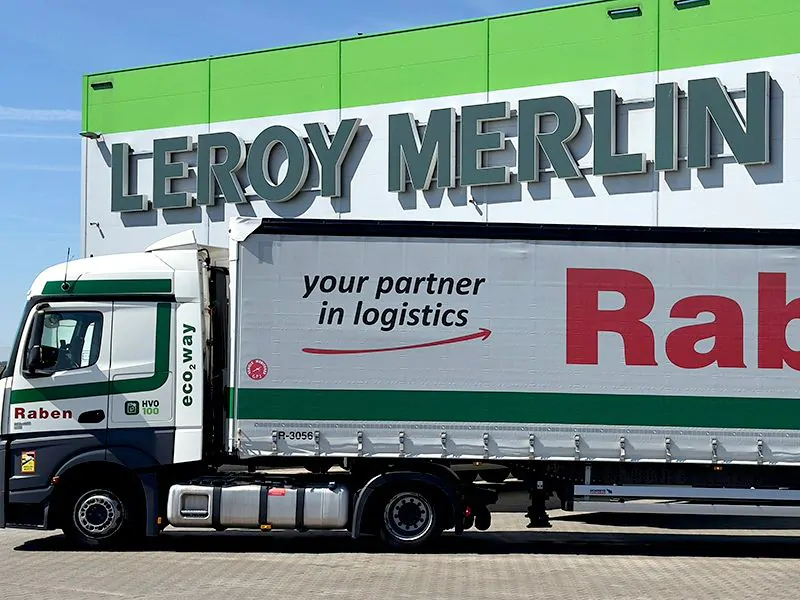 LEROY MERLIN
your partner
in logistics
Rab
eco₂way
Raben
HVO
100
R-3056